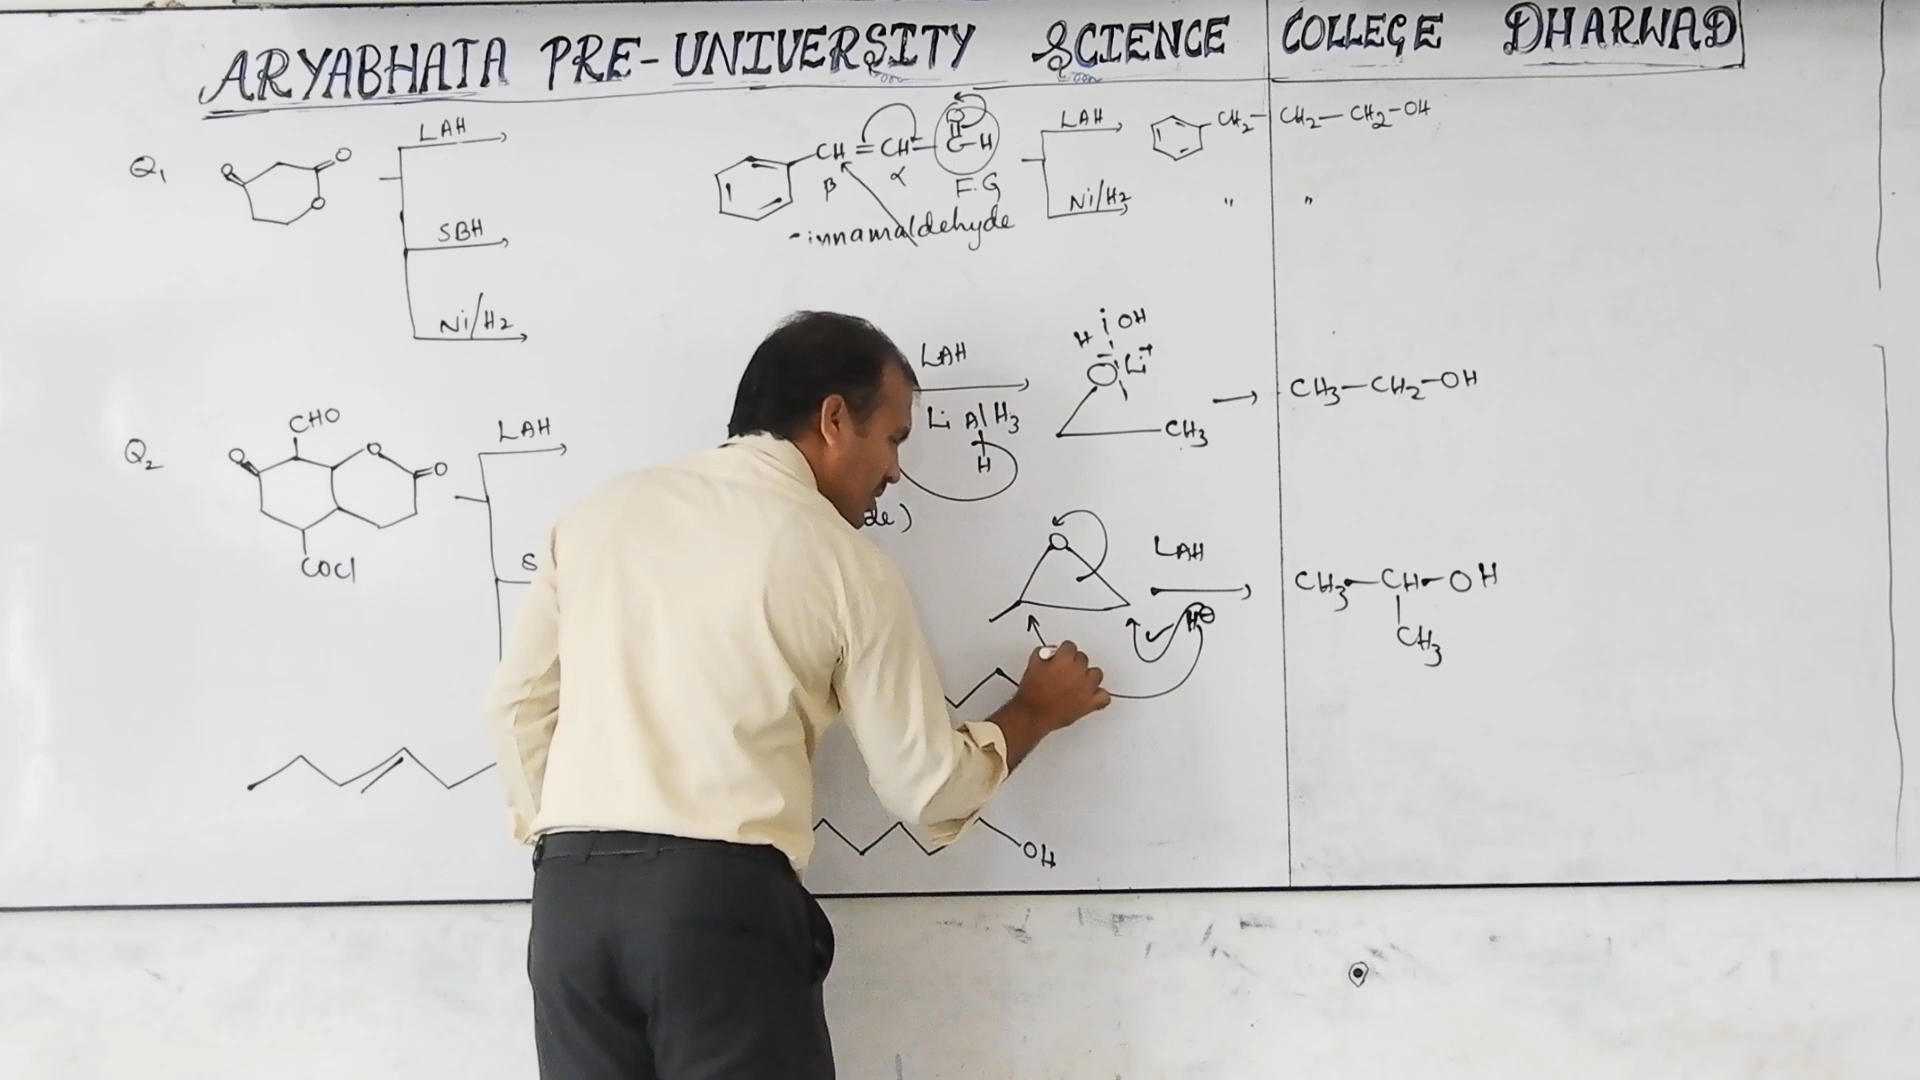 ARYABHATA PRE-UNIVERSITY SCIENCE COLLEGE DHARWAD
Q1
O
O
LAH
SBH
Ni/H2
CH = CH - C - H
O
β
α
F.G
-innamaldehyde
LAH
Ni/H2
CH2- CH2- CH2-OH
" "
Q2
CHO
O
O
O
COCl
LAH
S
LAH
Li AlH3
H
de)
H
OH
O
Li+
CH3
CH3-CH2-OH
O
LAH
H⊖
CH3-CH-OH
CH3
OH